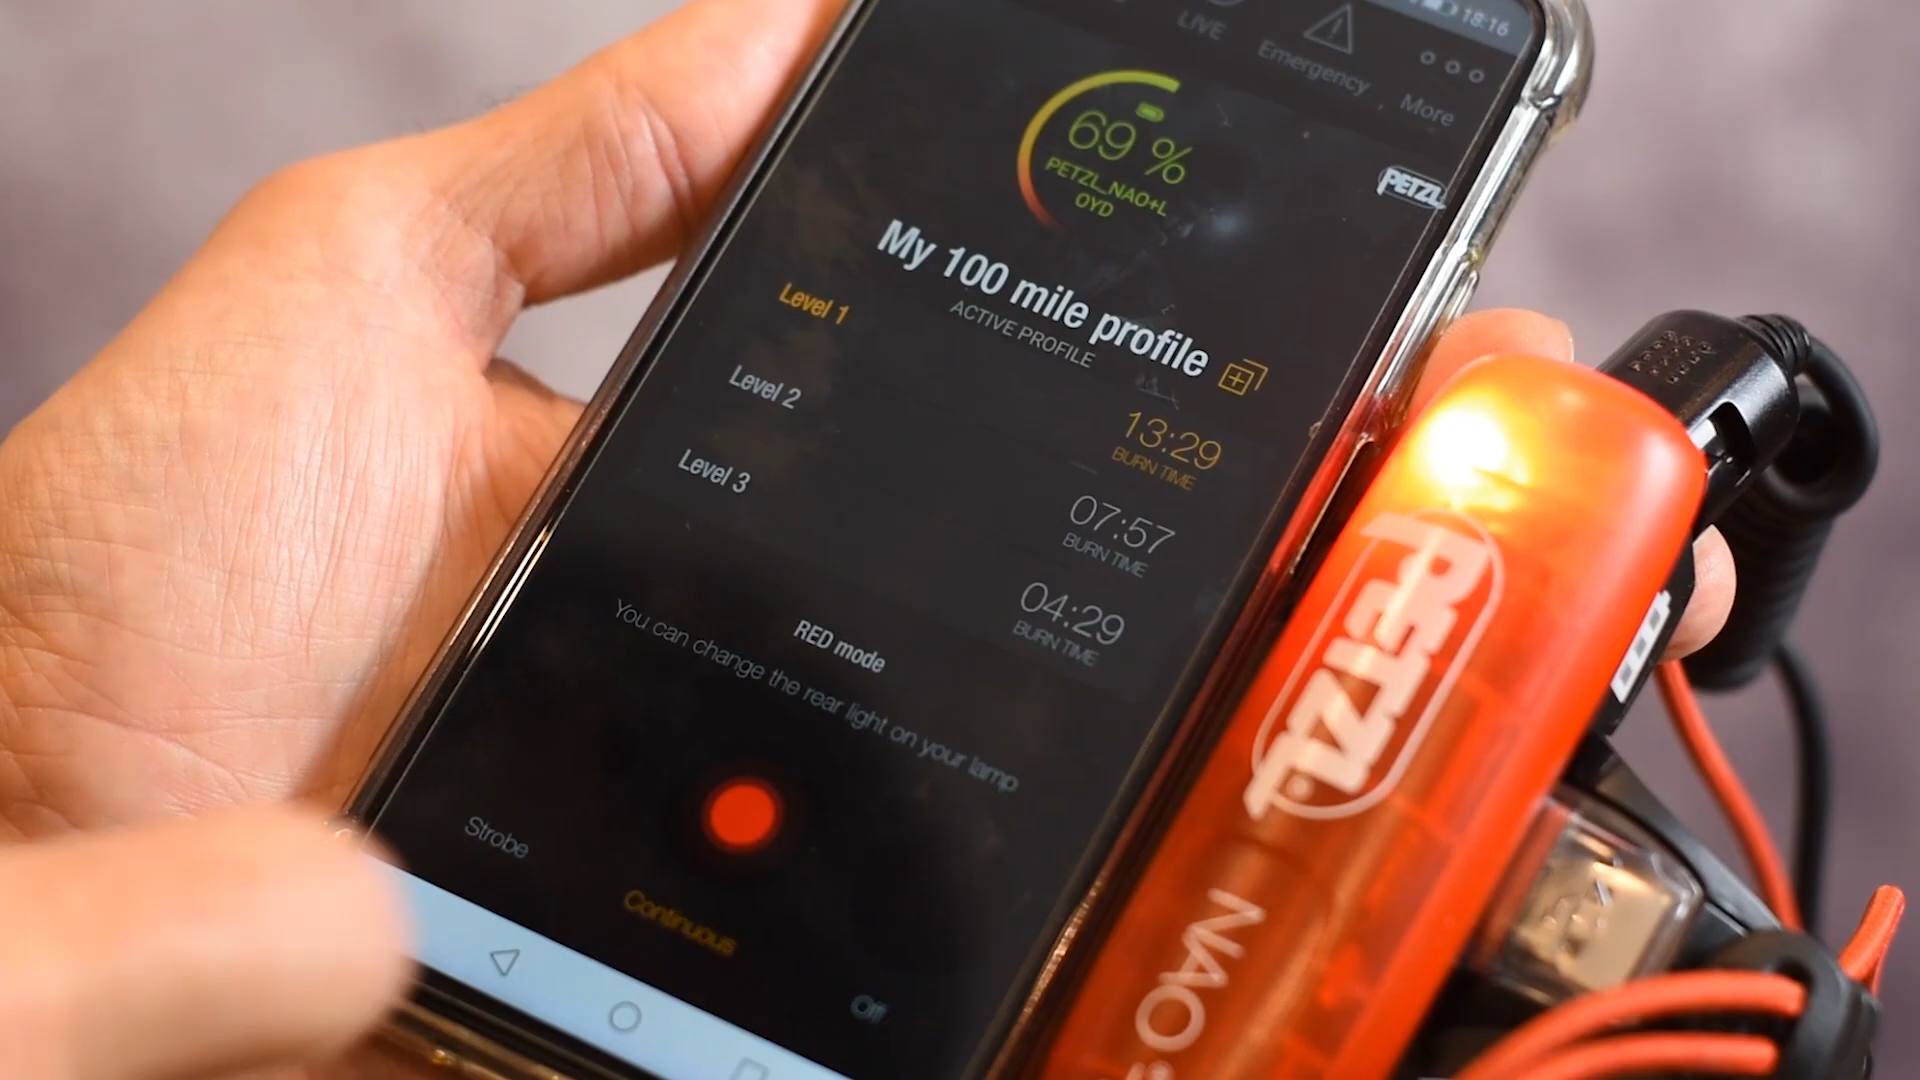 18:16
LIVE
Emergency
More
69 %
PETZL_NAO+L
OYD
PETZL
My 100 mile profile
ACTIVE PROFILE
Level 1
13:29
BURN TIME
Level 2
07:57
BURN TIME
Level 3
04:29
BURN TIME
RED mode
You can change the rear light on your lamp
Strobe
Continuous
Off
PETZL
NAO